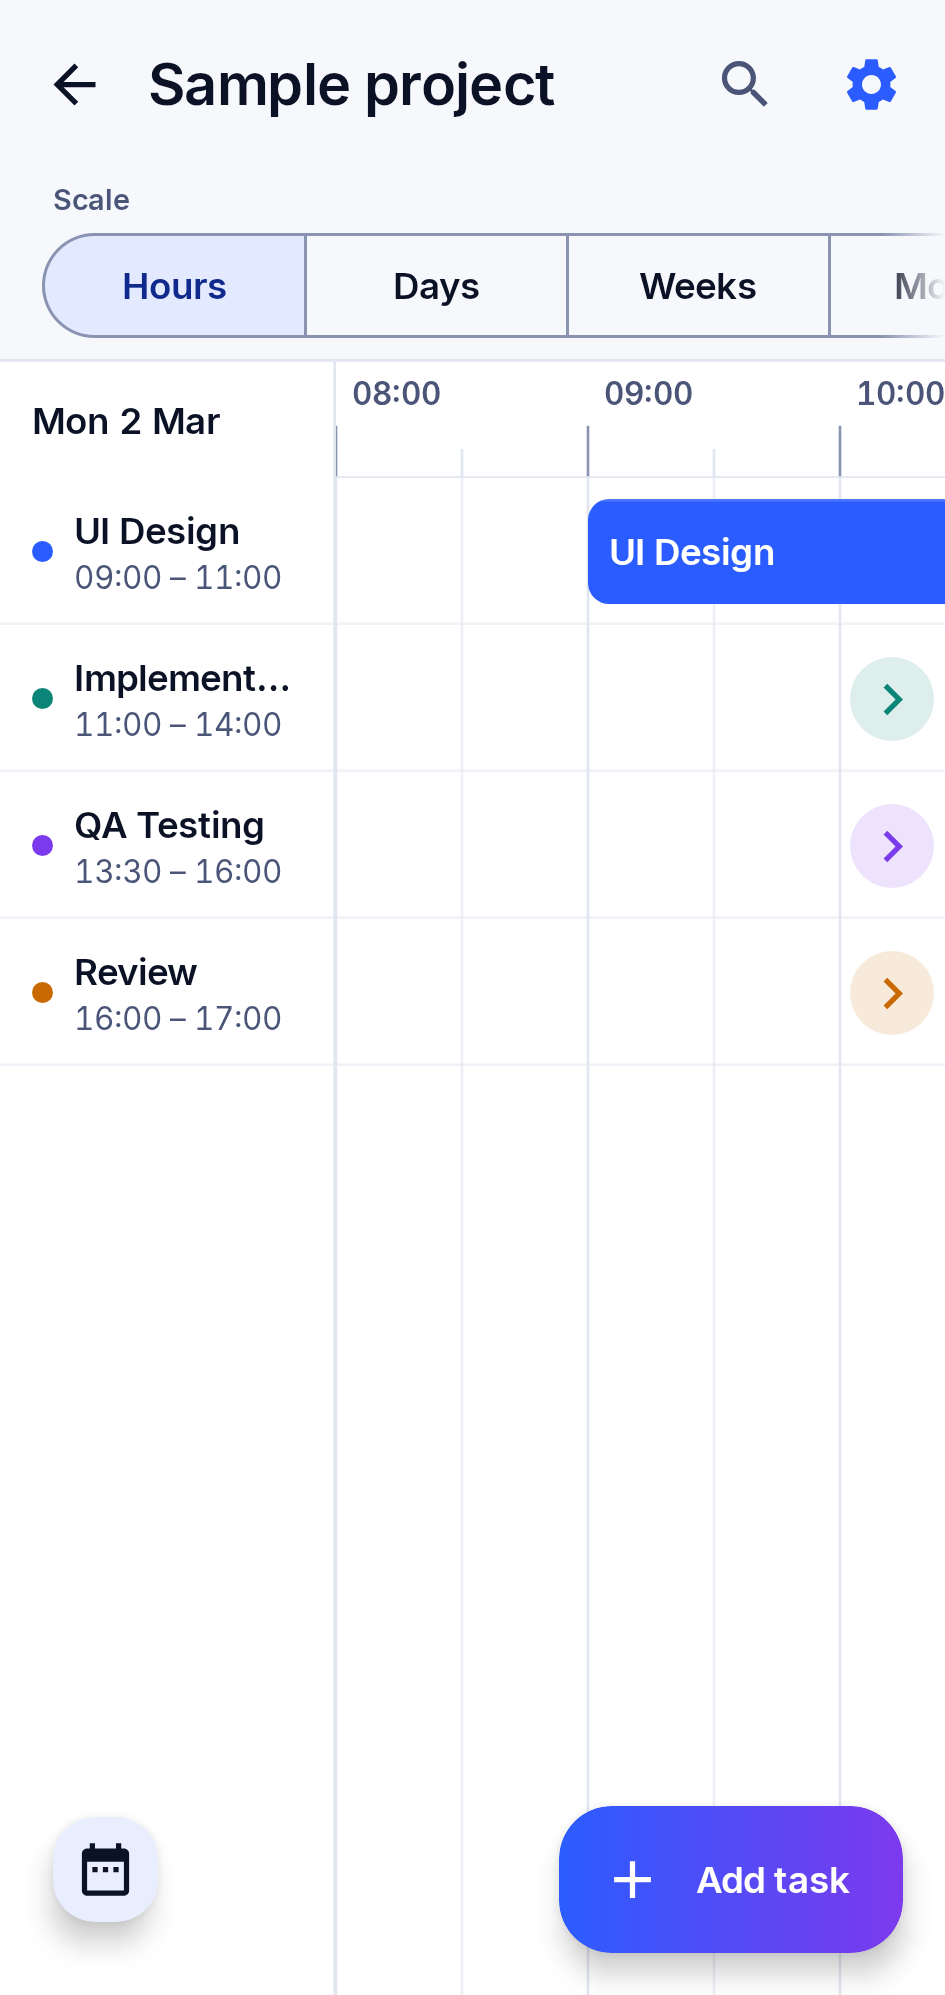 Sample project
Scale
Hours Days Weeks
Mon 2 Mar
08:00 09:00 10:00
UI Design
09:00 – 11:00
UI Design
Implement...
11:00 – 14:00
QA Testing
13:30 – 16:00
Review
16:00 – 17:00
Add task